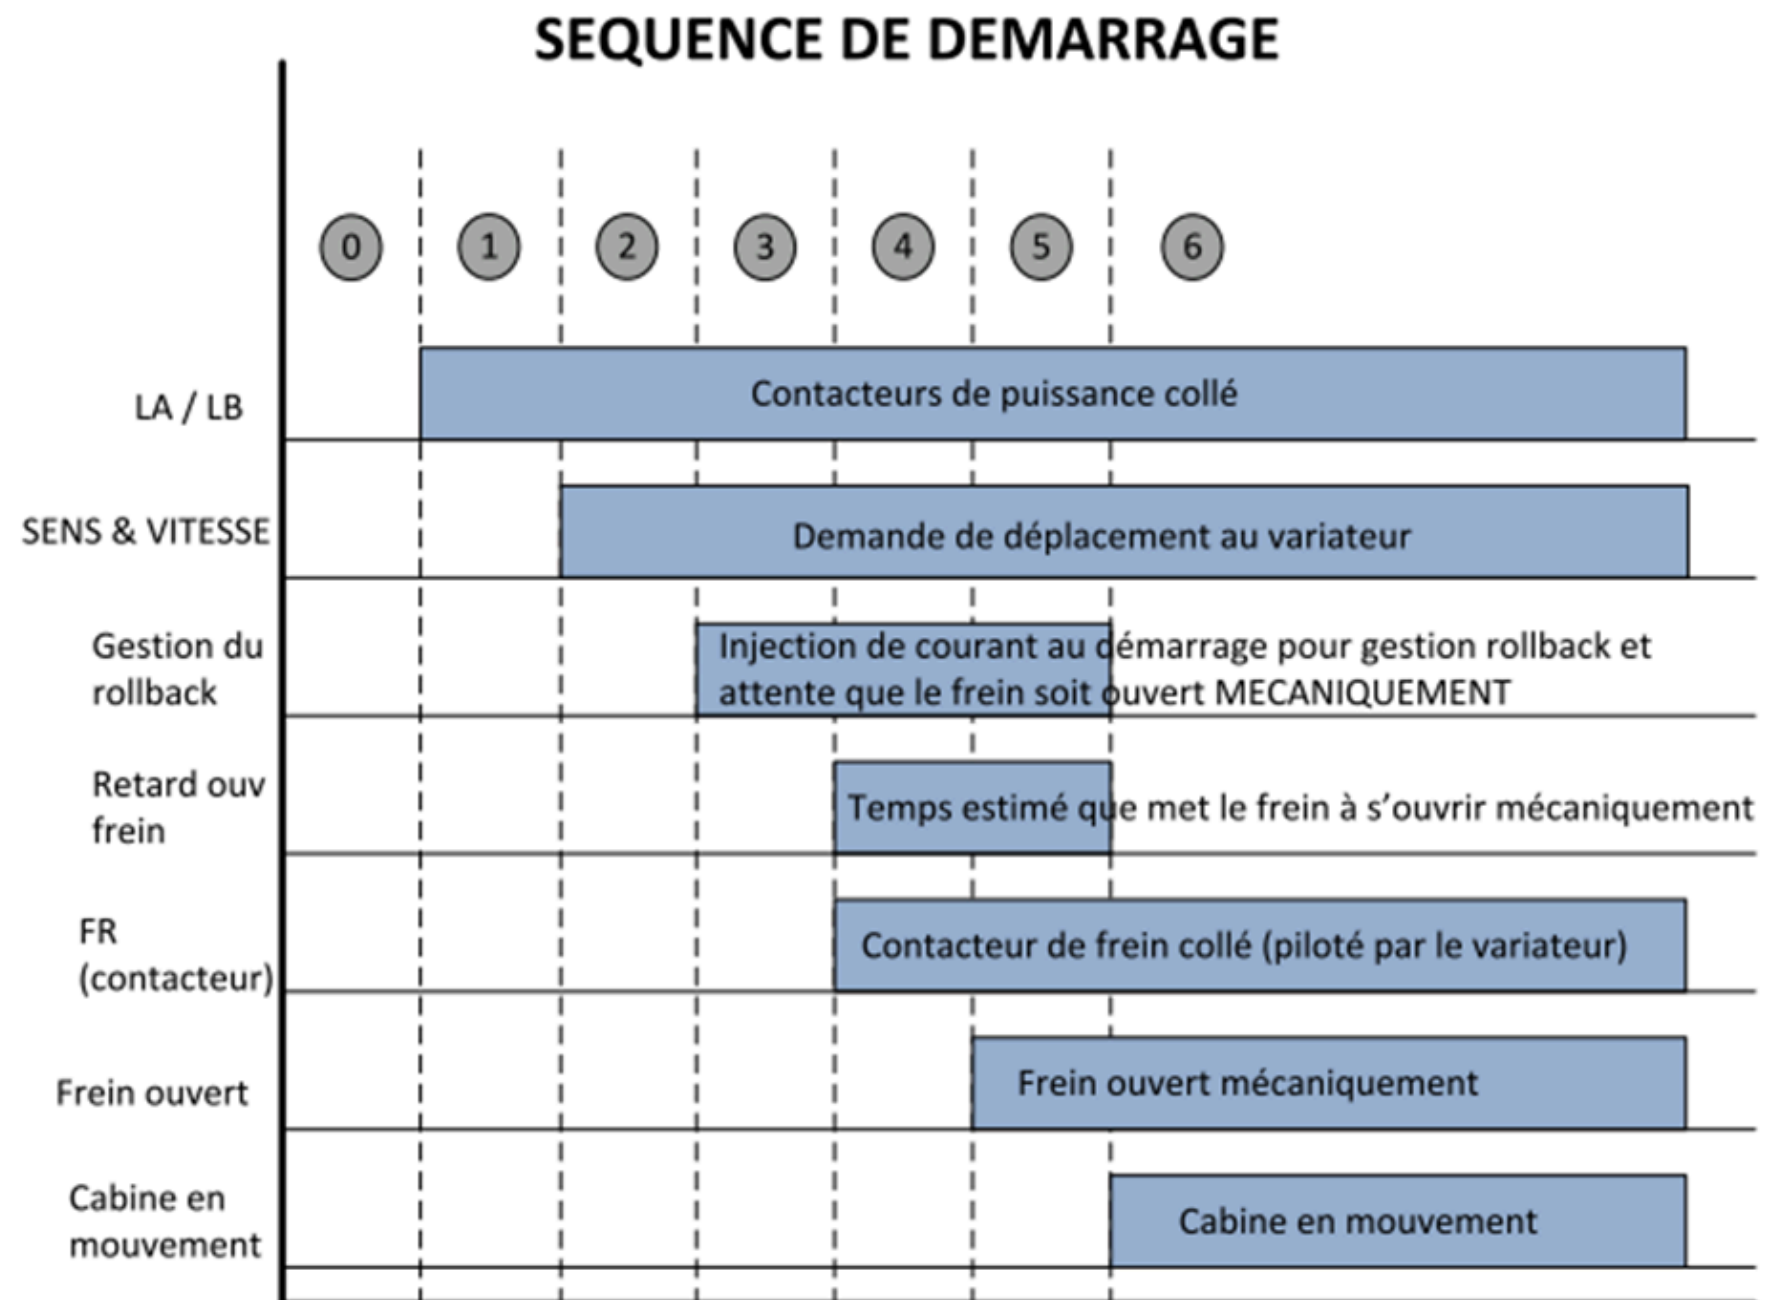 SEQUENCE DE DEMARRAGE
0 1 2 3 4 5 6
LA / LB
Contacteurs de puissance collé
SENS & VITESSE
Demande de déplacement au variateur
Gestion du
rollback
Injection de courant au démarrage pour gestion rollback et
attente que le frein soit ouvert MECANIQUEMENT
Retard ouv
frein
Temps estimé que met le frein à s’ouvrir mécaniquement
FR
(contacteur)
Contacteur de frein collé (piloté par le variateur)
Frein ouvert
Frein ouvert mécaniquement
Cabine en
mouvement
Cabine en mouvement